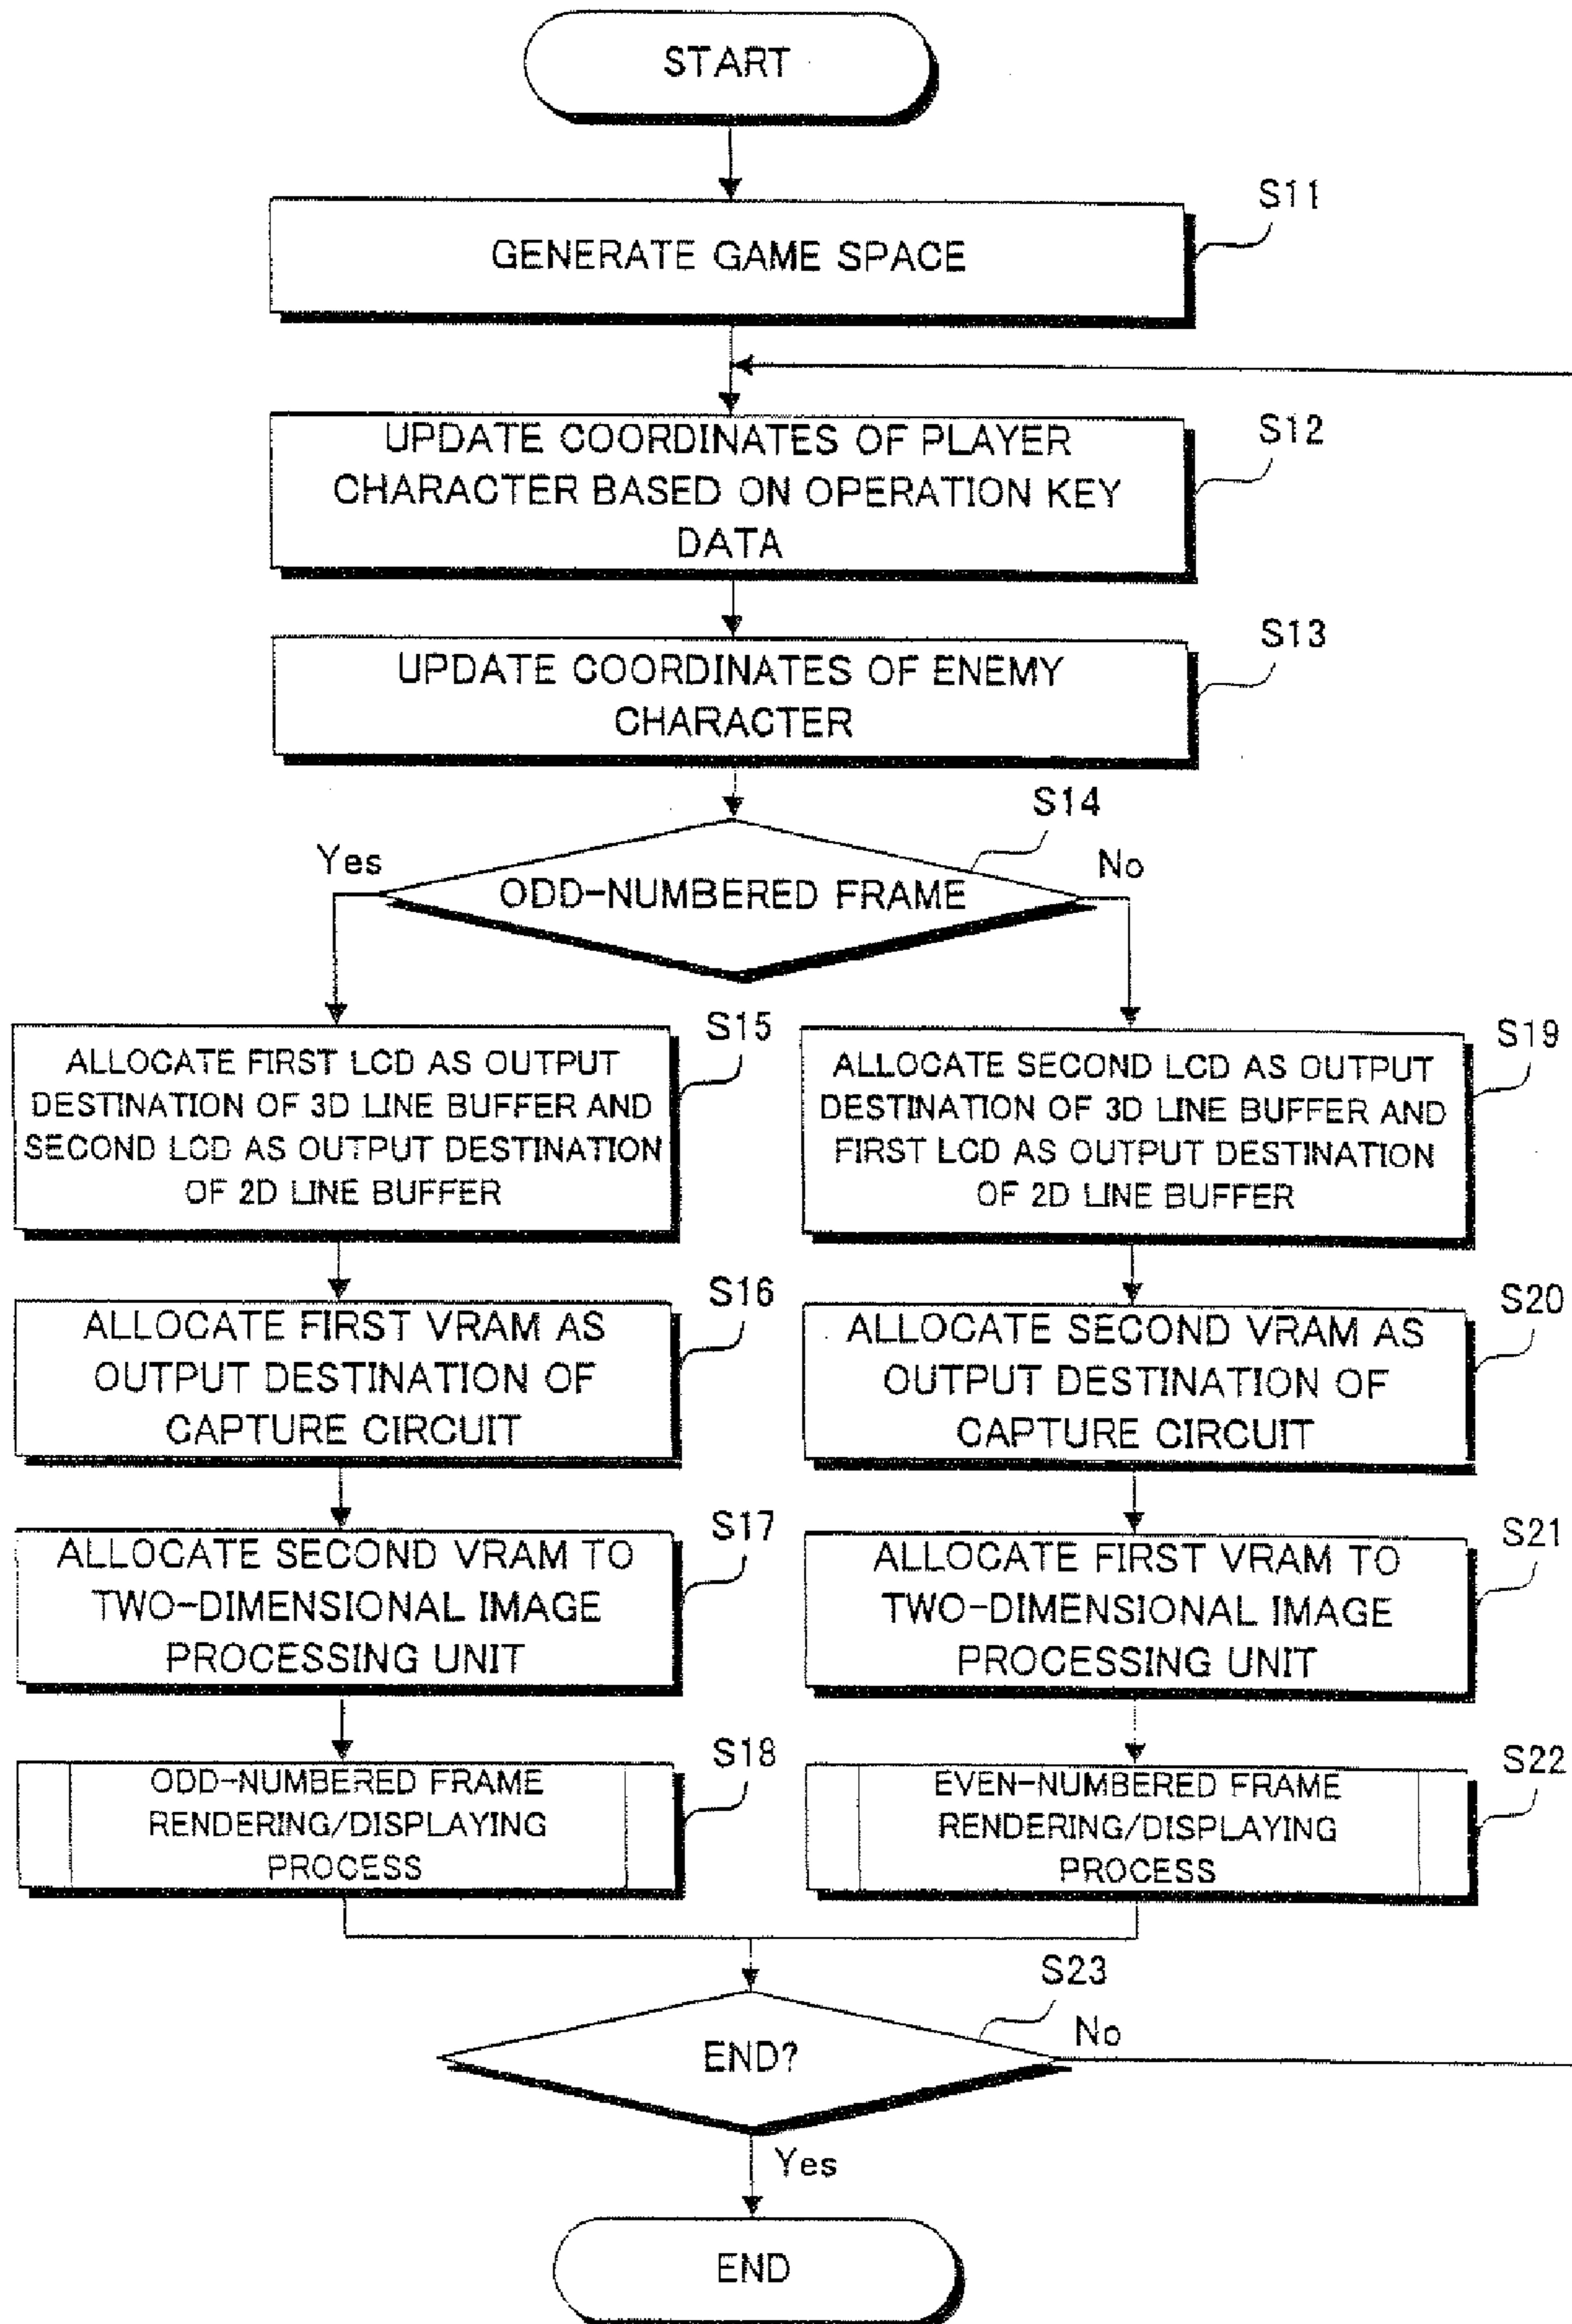 START
S11
GENERATE GAME SPACE
S12
UPDATE COORDINATES OF PLAYER
CHARACTER BASED ON OPERATION KEY
DATA
S13
UPDATE COORDINATES OF ENEMY
CHARACTER
S14
Yes
No
ODD-NUMBERED FRAME
S15
ALLOCATE FIRST LCD AS OUTPUT
DESTINATION OF 3D LINE BUFFER AND
SECOND LCD AS OUTPUT DESTINATION
OF 2D LINE BUFFER
S19
ALLOCATE SECOND LCD AS OUTPUT
DESTINATION OF 3D LINE BUFFER AND
FIRST LCD AS OUTPUT DESTINATION
OF 2D LINE BUFFER
S16
ALLOCATE FIRST VRAM AS
OUTPUT DESTINATION OF
CAPTURE CIRCUIT
S20
ALLOCATE SECOND VRAM AS
OUTPUT DESTINATION OF
CAPTURE CIRCUIT
S17
ALLOCATE SECOND VRAM TO
TWO-DIMENSIONAL IMAGE
PROCESSING UNIT
S21
ALLOCATE FIRST VRAM TO
TWO-DIMENSIONAL IMAGE
PROCESSING UNIT
S18
ODD-NUMBERED FRAME
RENDERING/DISPLAYING
PROCESS
S22
EVEN-NUMBERED FRAME
RENDERING/DISPLAYING
PROCESS
S23
END?
No
Yes
END